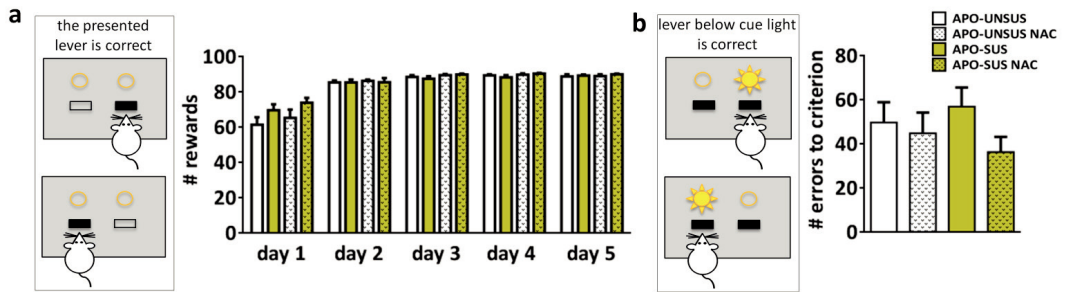 a
the presented
lever is correct
# rewards
100
80
60
40
20
0
day 1 day 2 day 3 day 4 day 5
b
lever below cue light
is correct
# errors to criterion
80
60
40
20
0
APO-UNSUS
APO-UNSUS NAC
APO-SUS
APO-SUS NAC